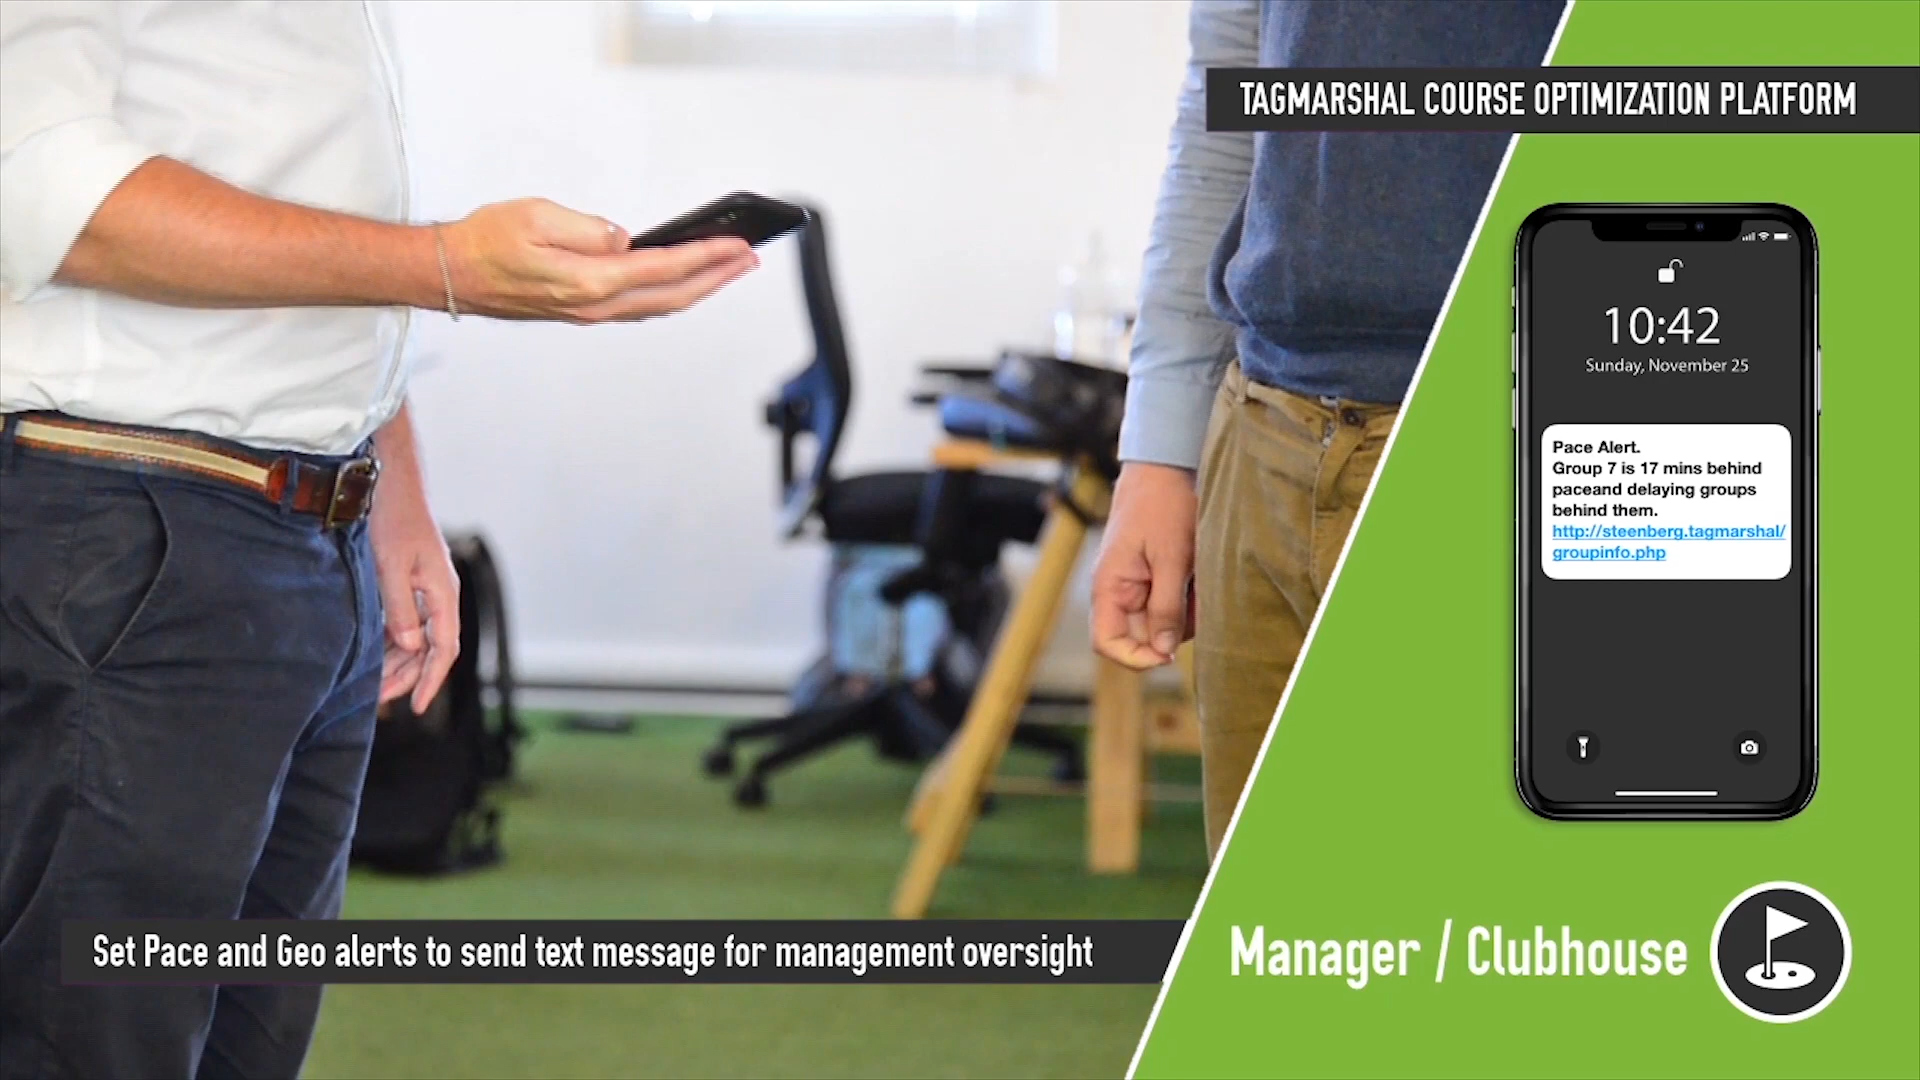 TAGMARSHAL COURSE OPTIMIZATION PLATFORM
10:42
Sunday, November 25
Pace Alert.
Group 7 is 17 mins behind
paceand delaying groups
behind them.
http://steenberg.tagmarshal/
groupinfo.php
Set Pace and Geo alerts to send text message for management oversight
Manager / Clubhouse